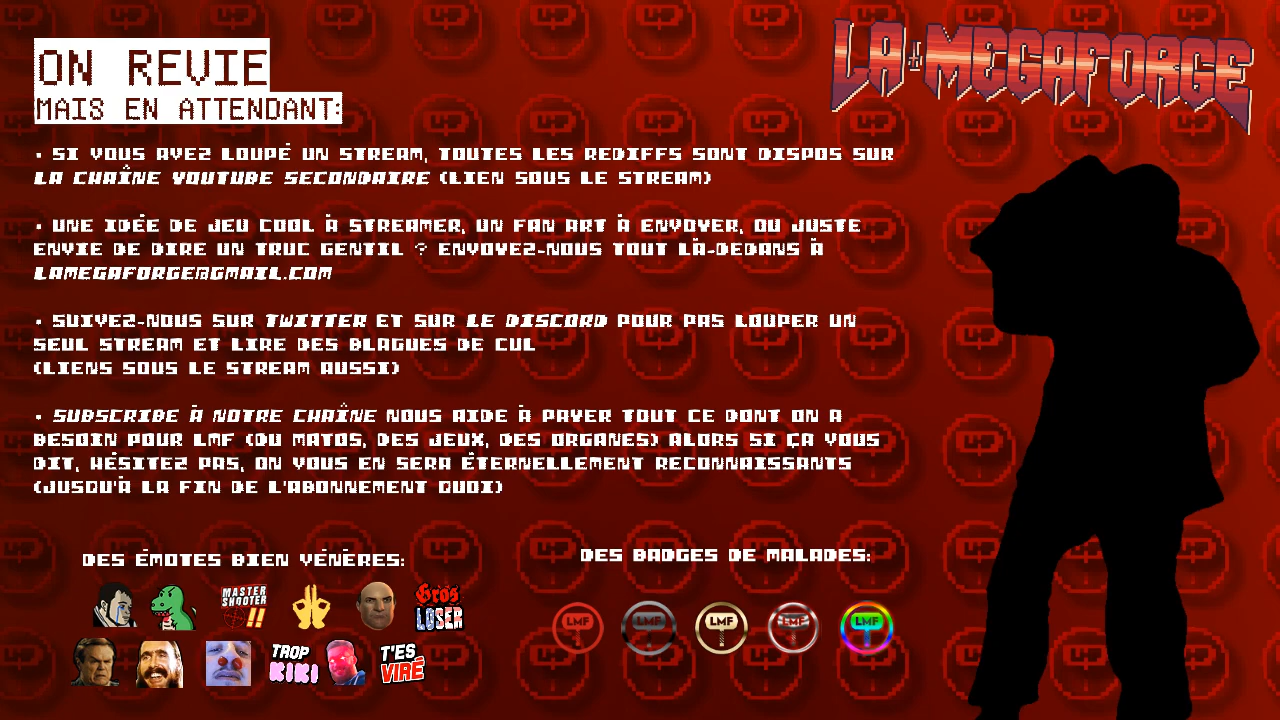 ON REVIE
MAIS EN ATTENDANT:
LA MEGAFORGE
• SI VOUS AVEZ LOUPÉ UN STREAM, TOUTES LES REDIFFS SONT DISPOS SUR
LA CHAÎNE YOUTUBE SECONDAIRE (LIEN SOUS LE STREAM)
• UNE IDÉE DE JEU COOL À STREAMER, UN FAN ART À ENVOYER, OU JUSTE
ENVIE DE DIRE UN TRUC GENTIL ? ENVOYEZ-NOUS TOUT LÀ-DEDANS À
LAMEGAFORGE@GMAIL.COM
• SUIVEZ-NOUS SUR TWITTER ET SUR LE DISCORD POUR PAS LOUPER UN
SEUL STREAM ET LIRE DES BLAGUES DE CUL
(LIENS SOUS LE STREAM AUSSI)
• SUBSCRIBE À NOTRE CHAÎNE NOUS AIDE À PAYER TOUT CE DONT ON A
BESOIN POUR LMF (DU MATOS, DES JEUX, DES ORGANES) ALORS SI ÇA VOUS
DIT, HÉSITEZ PAS, ON VOUS EN SERA ÉTERNELLEMENT RECONNAISSANTS
(JUSQU'À LA FIN DE L'ABONNEMENT QUOI)
DES ÉMOTES BIEN VÉNÈRES:
MASTER
SHOOTER
Gros
LOSER
TROP
KIKI
T'ES
VIRÉ
DES BADGES DE MALADES:
LMF
LMF
LMF
LMF
LMF